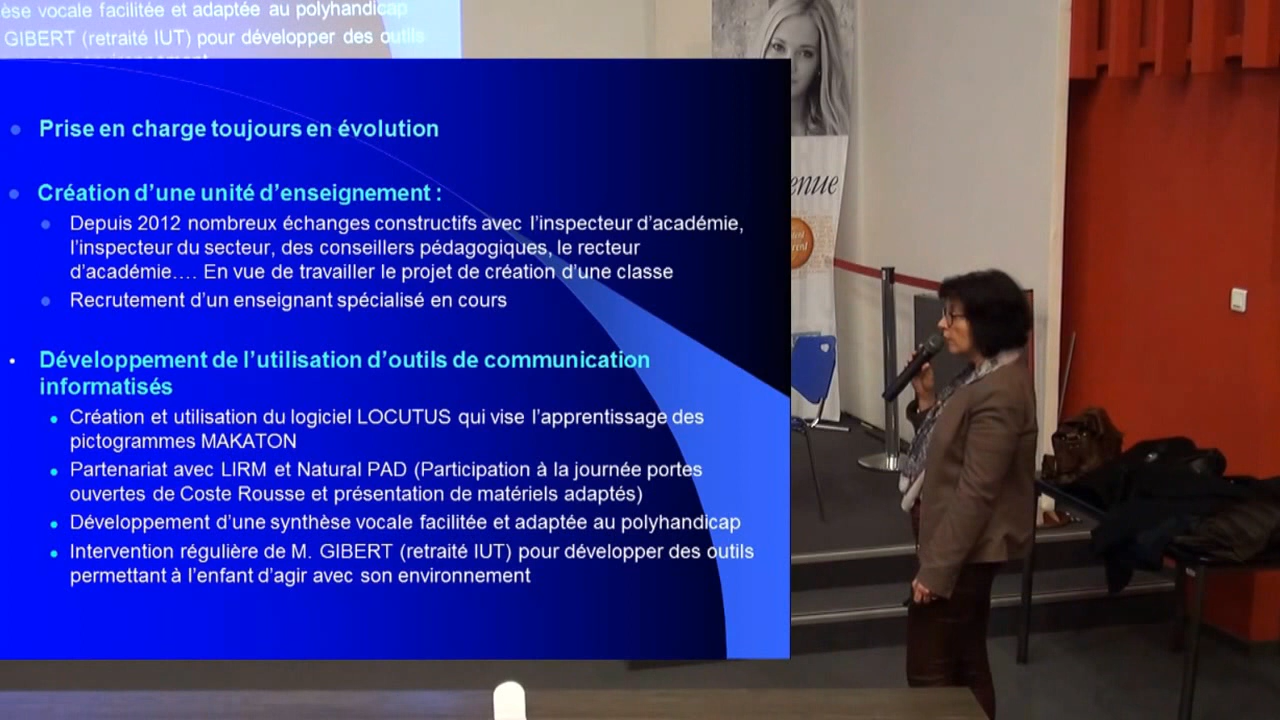 èse vocale facilitée et adaptée au polyhandicap
GIBERT (retraité IUT) pour développer des outils
Prise en charge toujours en évolution
Création d'une unité d'enseignement :
Depuis 2012 nombreux échanges constructifs avec l'inspecteur d'académie,
l'inspecteur du secteur, des conseillers pédagogiques, le recteur
d'académie…. En vue de travailler le projet de création d'une classe
Recrutement d'un enseignant spécialisé en cours
Développement de l'utilisation d'outils de communication
informatisés
Création et utilisation du logiciel LOCUTUS qui vise l'apprentissage des
pictogrammes MAKATON
Partenariat avec LIRM et Natural PAD (Participation à la journée portes
ouvertes de Coste Rousse et présentation de matériels adaptés)
Développement d'une synthèse vocale facilitée et adaptée au polyhandicap
Intervention régulière de M. GIBERT (retraité IUT) pour développer des outils
permettant à l'enfant d'agir avec son environnement
enue